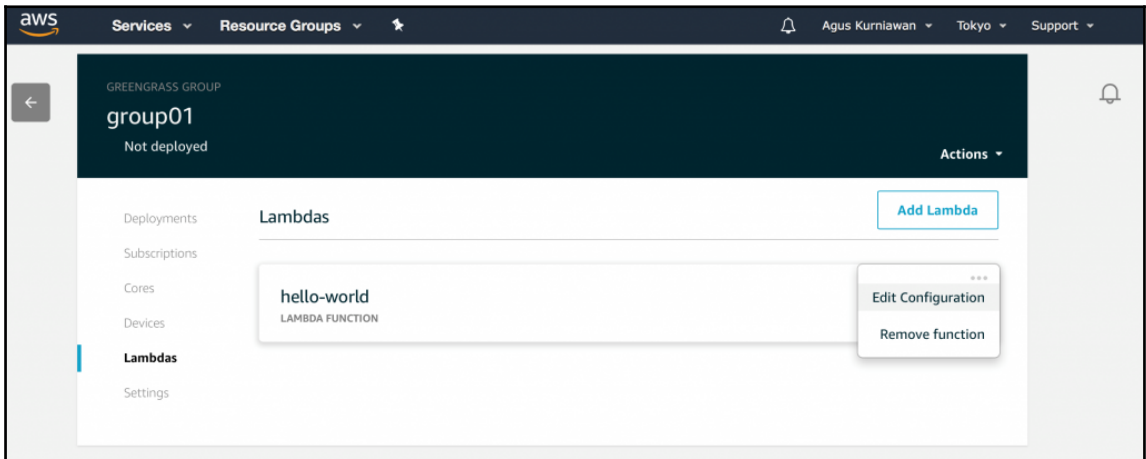 aws Services Resource Groups Agus Kurniawan Tokyo Support
GREENGRASS GROUP
group01
Not deployed
Actions
Deployments
Subscriptions
Cores
Devices
Lambdas
Settings
Lambdas
Add Lambda
hello-world
LAMBDA FUNCTION
Edit Configuration
Remove function